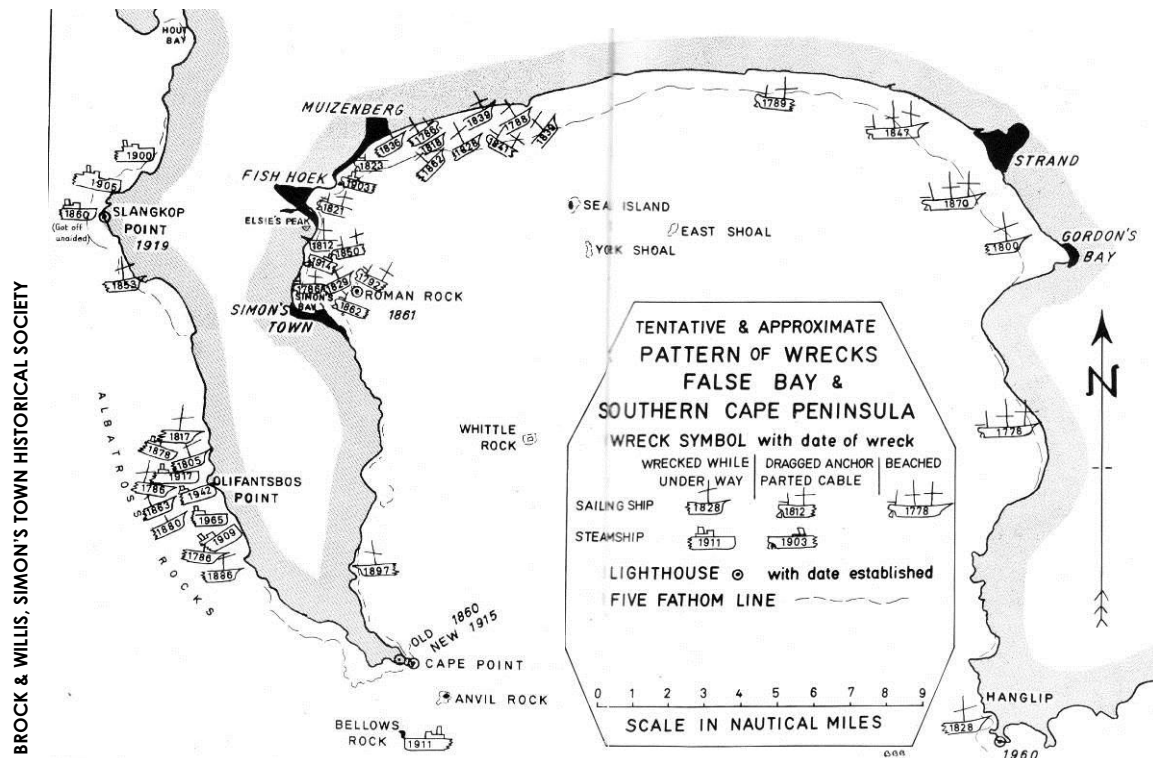 BROCK & WILLIS, SIMON'S TOWN HISTORICAL SOCIETY
HOUT
BAY
1900
1905
1860
(Got off
unaided)
SLANGKOP
POINT
1919
1853
MUIZENBERG
FISH HOEK
ELSIE'S PEAK
SIMON'S
BAY
SIMON'S
TOWN
1836
1786
1818
1862
1839
1825
1788
1841
1823
1903
1821
1812
1850
1914
1786
1829
1792
1862
ROMAN ROCK
1861
1789
1847
STRAND
1870
1800
GORDON'S
BAY
SEAL ISLAND
EAST SHOAL
YORK SHOAL
WHITTLE
ROCK
1778
N
ALBATROSS ROCKS
1817
1878
1805
1917
1786
1942
1883
1880
1965
1909
1786
1886
OLIFANTSBOS
POINT
1897
OLD 1860
NEW 1915
CAPE POINT
ANVIL ROCK
BELLOWS
ROCK
1911
HANGLIP
1828
1960
TENTATIVE & APPROXIMATE
PATTERN OF WRECKS
FALSE BAY &
SOUTHERN CAPE PENINSULA
WRECK SYMBOL with date of wreck
WRECKED WHILE
UNDER WAY
DRAGGED ANCHOR
PARTED CABLE
BEACHED
SAILING SHIP
1828
1812
1778
STEAMSHIP
1911
1903
LIGHTHOUSE with date established
FIVE FATHOM LINE
0 1 2 3 4 5 6 7 8 9
SCALE IN NAUTICAL MILES